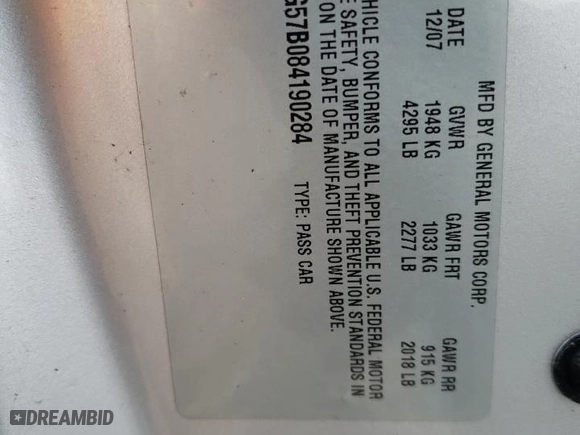 MFD BY GENERAL MOTORS CORP.
DATE GVWR GAWR FRT GAWR RR
12/07 1948 KG 1033 KG 915 KG
4295 LB 2277 LB 2018 LB
VEHICLE CONFORMS TO ALL APPLICABLE U.S. FEDERAL MOTOR
SAFETY, BUMPER, AND THEFT PREVENTION STANDARDS IN
ON THE DATE OF MANUFACTURE SHOWN ABOVE.
G57B084190284 TYPE: PASS CAR
DREAMBID